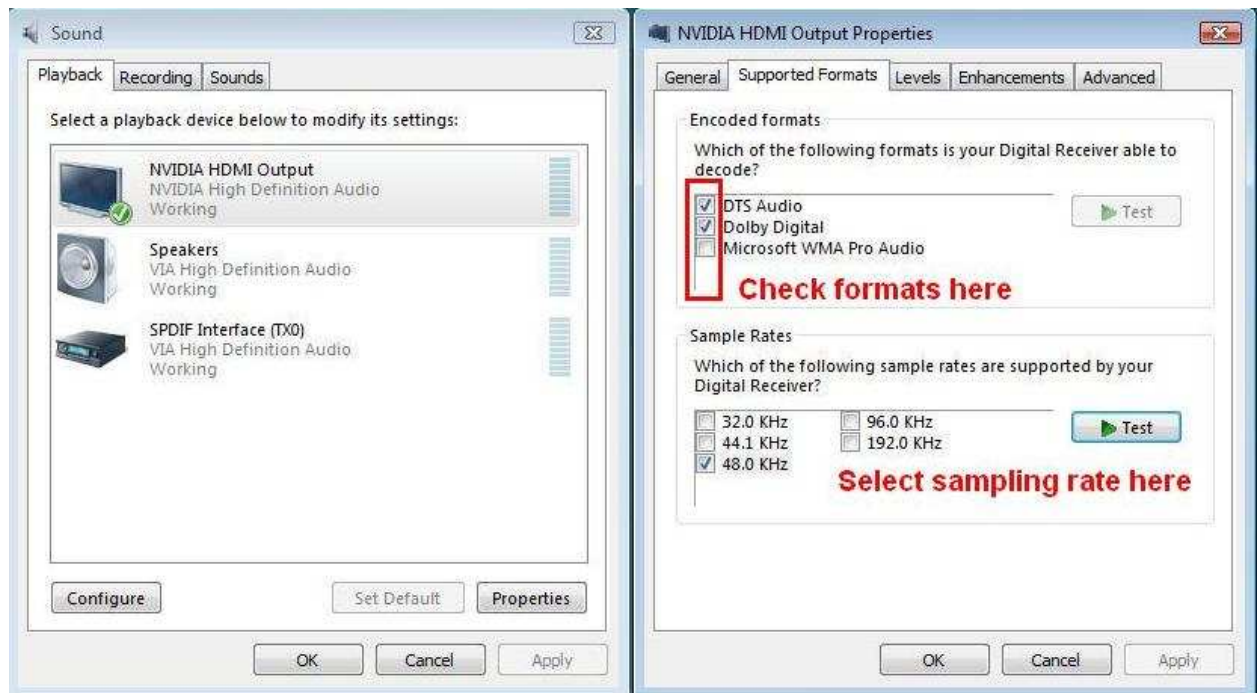 Sound
Playback Recording Sounds
Select a playback device below to modify its settings:
NVIDIA HDMI Output
NVIDIA High Definition Audio
Working
Speakers
VIA High Definition Audio
Working
SPDIF Interface (TX0)
VIA High Definition Audio
Working
Configure Set Default Properties
OK Cancel Apply
NVIDIA HDMI Output Properties
General Supported Formats Levels Enhancements Advanced
Encoded formats
Which of the following formats is your Digital Receiver able to
decode?
DTS Audio
Test
Dolby Digital
Microsoft WMA Pro Audio
Check formats here
Sample Rates
Which of the following sample rates are supported by your
Digital Receiver?
32.0 KHz 96.0 KHz
Test
44.1 KHz 192.0 KHz
48.0 KHz
Select sampling rate here
OK Cancel Apply